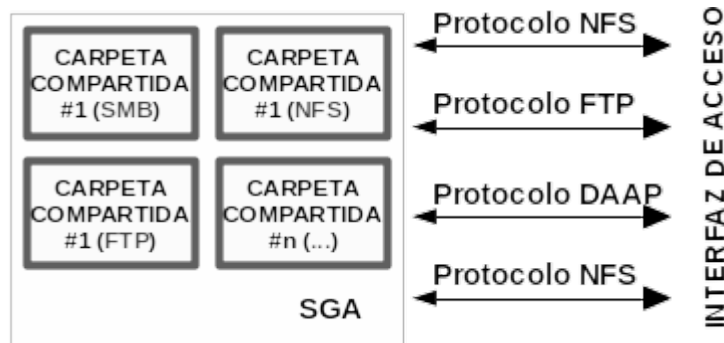 CARPETA
COMPARTIDA
#1 (SMB)
CARPETA
COMPARTIDA
#1 (NFS)
CARPETA
COMPARTIDA
#1 (FTP)
CARPETA
COMPARTIDA
#n (...)
SGA
Protocolo NFS
Protocolo FTP
Protocolo DAAP
Protocolo NFS
INTERFAZ DE ACCESO